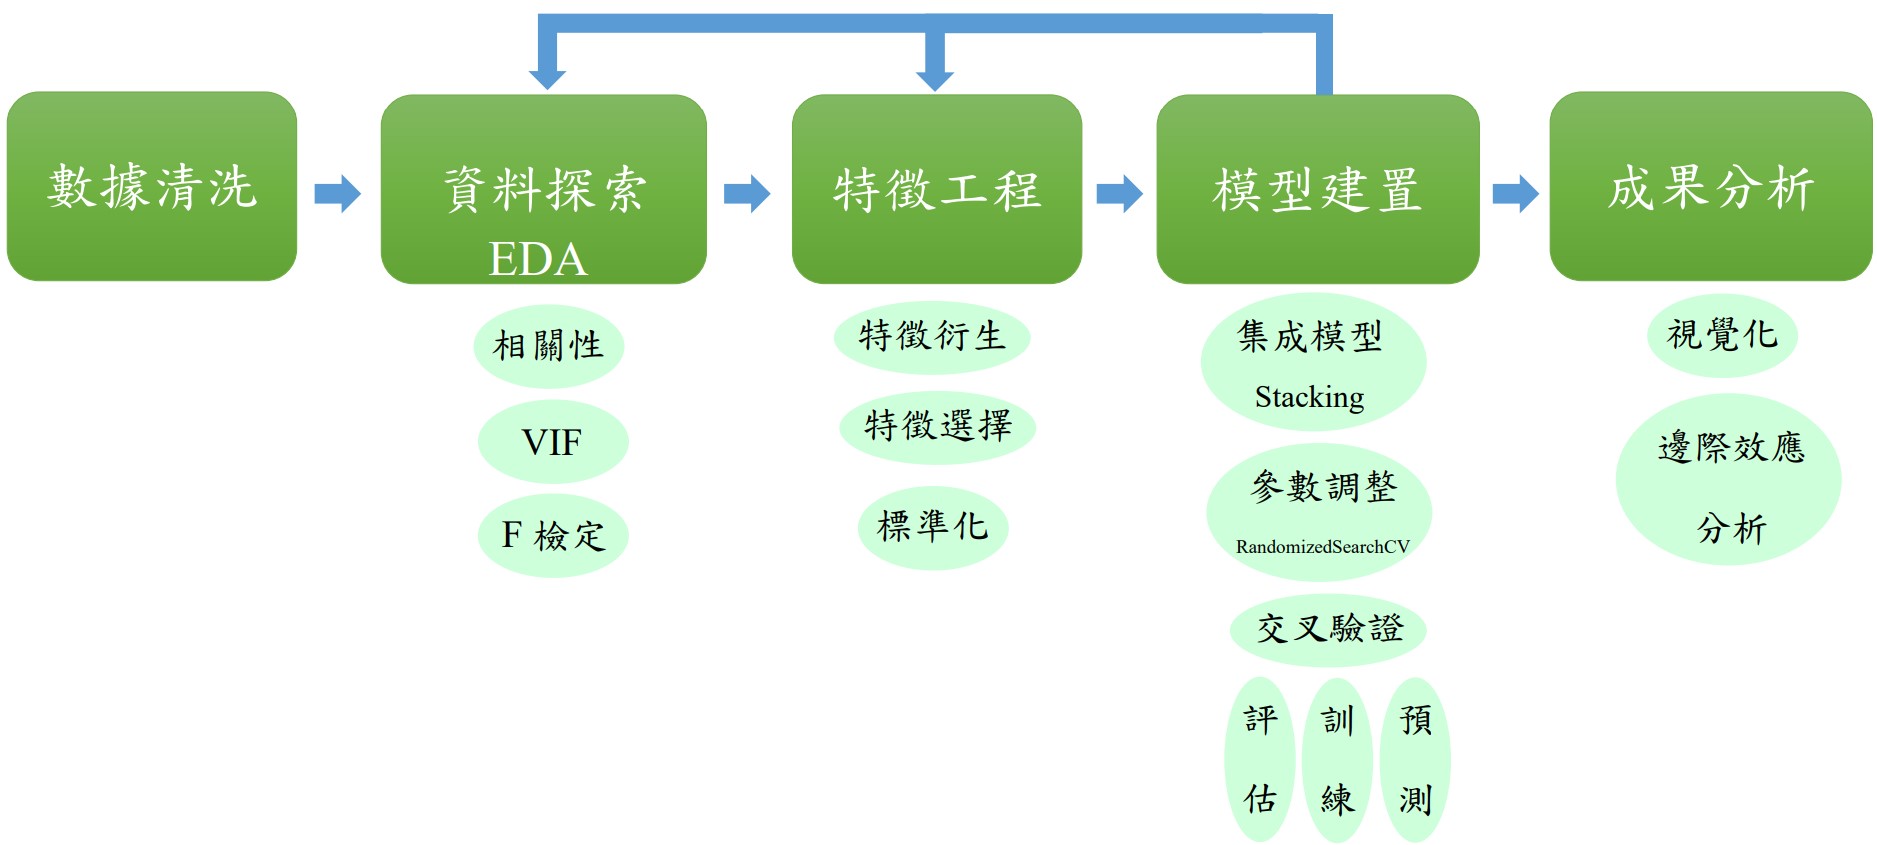 數據清洗
資料探索
EDA
特徵工程
模型建置
成果分析
相關性
VIF
F 檢定
特徵衍生
特徵選擇
標準化
集成模型
Stacking
參數調整
RandomizedSearchCV
交叉驗證
評估
訓練
預測
視覺化
邊際效應
分析